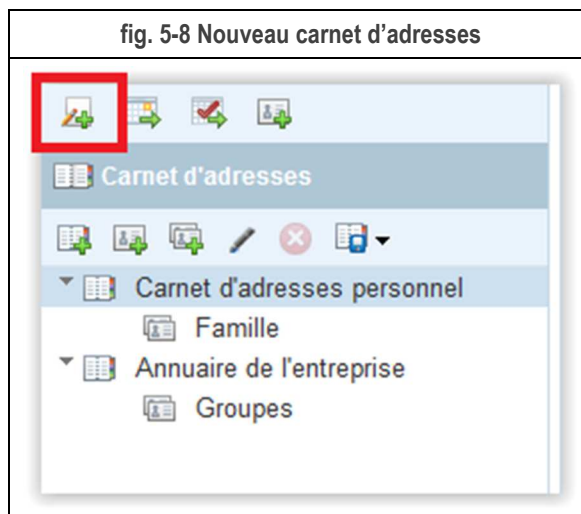 fig. 5-8 Nouveau carnet d’adresses
Carnet d'adresses
Carnet d'adresses personnel
Famille
Annuaire de l'entreprise
Groupes